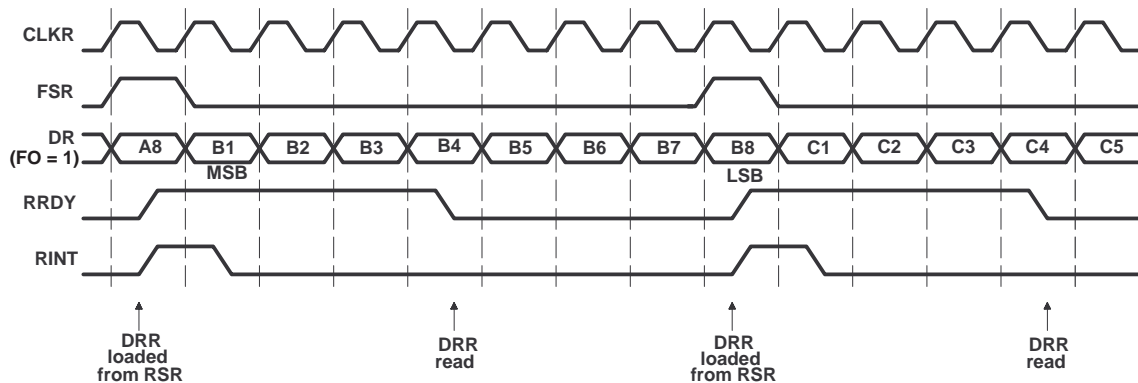 CLKR
FSR
DR
(FO = 1)
A8 B1 B2 B3 B4 B5 B6 B7 B8 C1 C2 C3 C4 C5
MSB LSB
RRDY
RINT
DRR
loaded
from RSR
DRR
read
DRR
loaded
from RSR
DRR
read